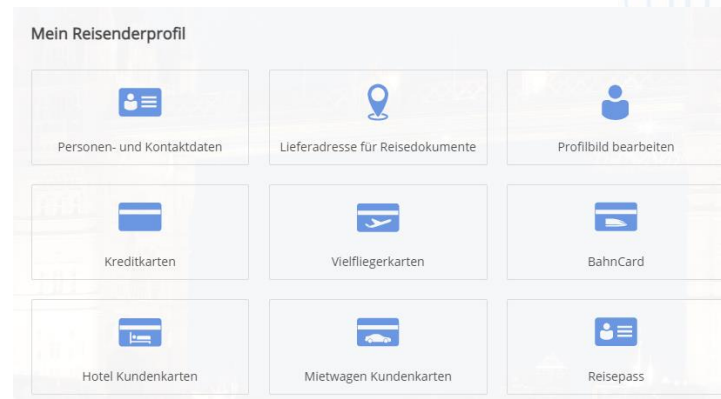 Mein Reisenderprofil
Personen- und Kontaktdaten
Lieferadresse für Reisedokumente
Profilbild bearbeiten
Kreditkarten
Vielfliegerkarten
BahnCard
Hotel Kundenkarten
Mietwagen Kundenkarten
Reisepass